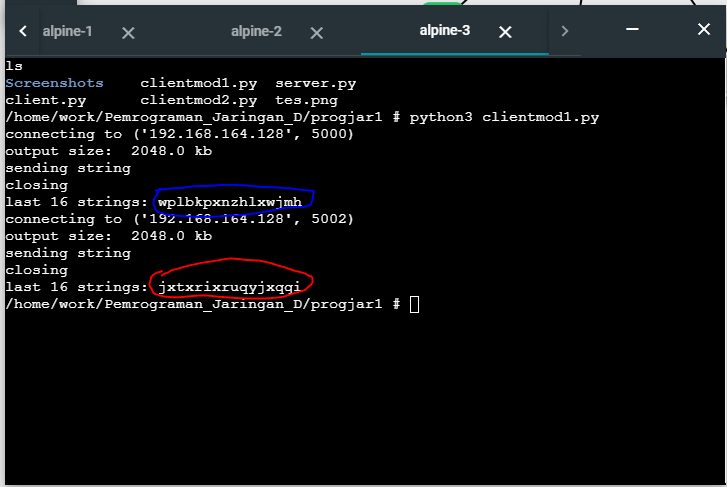 alpine-1 alpine-2 alpine-3
ls
Screenshots clientmod1.py server.py
client.py clientmod2.py tes.png
/home/work/Pemrograman_Jaringan_D/progjar1 # python3 clientmod1.py
connecting to ('192.168.164.128', 5000)
output size:  2048.0 kb
sending string
closing
last 16 strings: wplbkpxnzhlxwjmh
connecting to ('192.168.164.128', 5002)
output size:  2048.0 kb
sending string
closing
last 16 strings: jxtxrixruqyjxqgi
/home/work/Pemrograman_Jaringan_D/progjar1 #